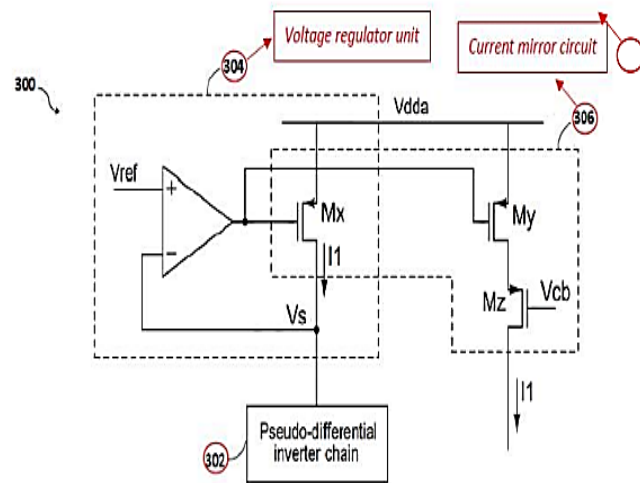 304
Voltage regulator unit
Current mirror circuit
300
306
Vdda
Vref
+
Mx
My
−
I1
Vs
Mz
Vcb
I1
302
Pseudo-differential
inverter chain